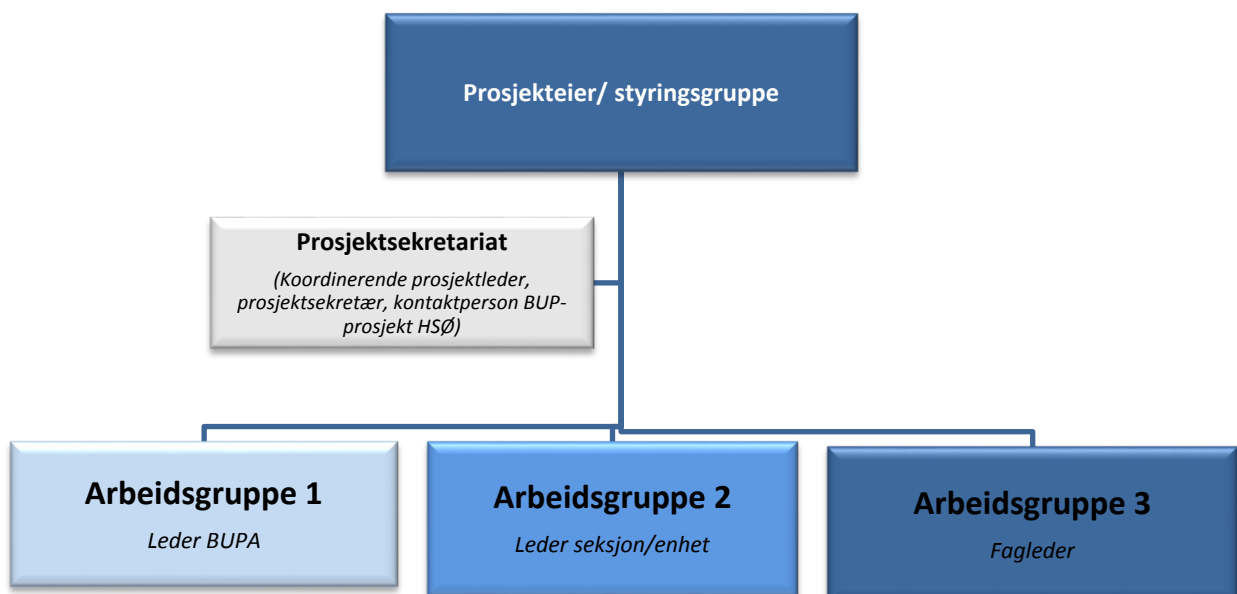 Prosjekteier/ styringsgruppe
Prosjektsekretariat
(Koordinerende prosjektleder,
prosjektsekretær, kontaktperson BUP-
prosjekt HSØ)
Arbeidsgruppe 1
Leder BUPA
Arbeidsgruppe 2
Leder seksjon/enhet
Arbeidsgruppe 3
Fagleder